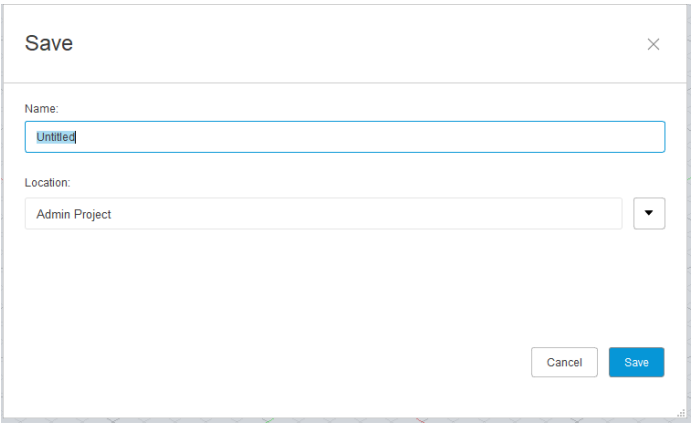 Save
Name:
Untitled
Location:
Admin Project
Cancel
Save